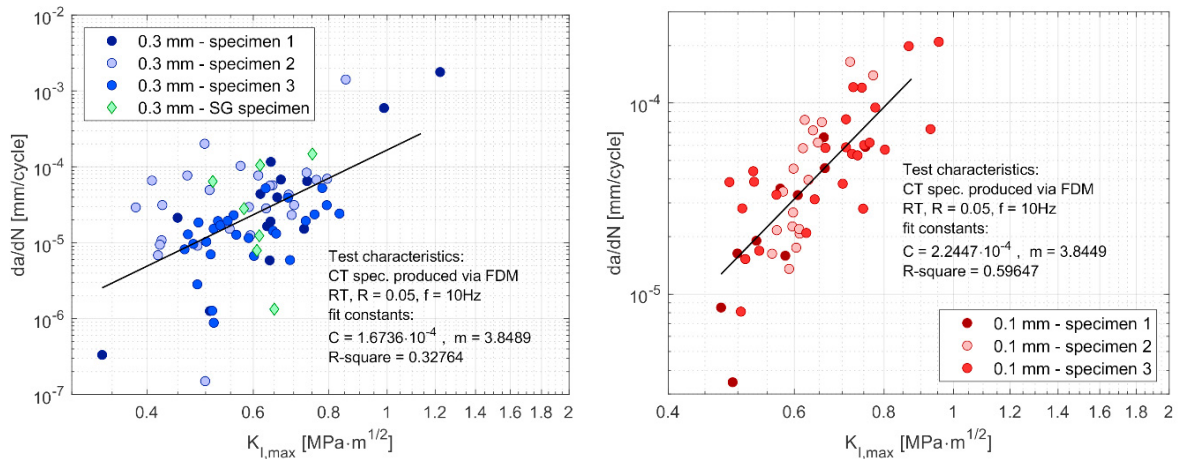 0.3 mm - specimen 1
0.3 mm - specimen 2
0.3 mm - specimen 3
0.3 mm - SG specimen
da/dN [mm/cycle]
10^-2
10^-3
10^-4
10^-5
10^-6
10^-7
Test characteristics:
CT spec. produced via FDM
RT, R = 0.05, f = 10Hz
fit constants:
C = 1.6736·10^-4 , m = 3.8489
R-square = 0.32764
0.4 0.6 0.8 1 1.2 1.4 1.6 1.8 2
K_I,max [MPa·m^1/2]
da/dN [mm/cycle]
10^-4
10^-5
Test characteristics:
CT spec. produced via FDM
RT, R = 0.05, f = 10Hz
fit constants:
C = 2.2447·10^-4 , m = 3.8449
R-square = 0.59647
0.1 mm - specimen 1
0.1 mm - specimen 2
0.1 mm - specimen 3
0.4 0.6 0.8 1 1.2 1.4 1.6 1.8 2
K_I,max [MPa·m^1/2]